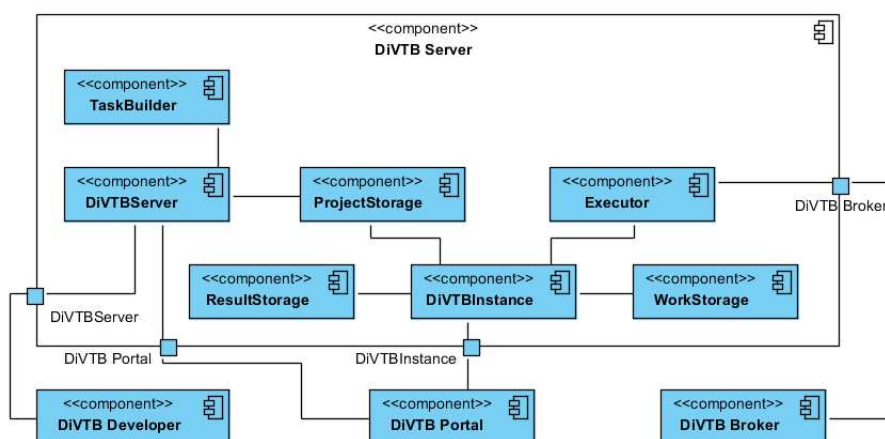 <<component>>
DiVTB Server
<<component>>
TaskBuilder
<<component>>
DiVTBServer
<<component>>
ProjectStorage
<<component>>
Executor
DiVTB Broker
<<component>>
ResultStorage
<<component>>
DiVTBInstance
<<component>>
WorkStorage
DiVTBServer
DiVTB Portal
DiVTBInstance
<<component>>
DiVTB Developer
<<component>>
DiVTB Portal
<<component>>
DiVTB Broker